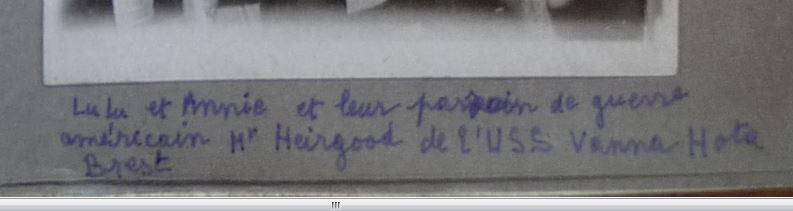 Lulu et Annie et leur parrain de guerre
américain Mr Heirgood de l'USS Vanna Hota
Brest